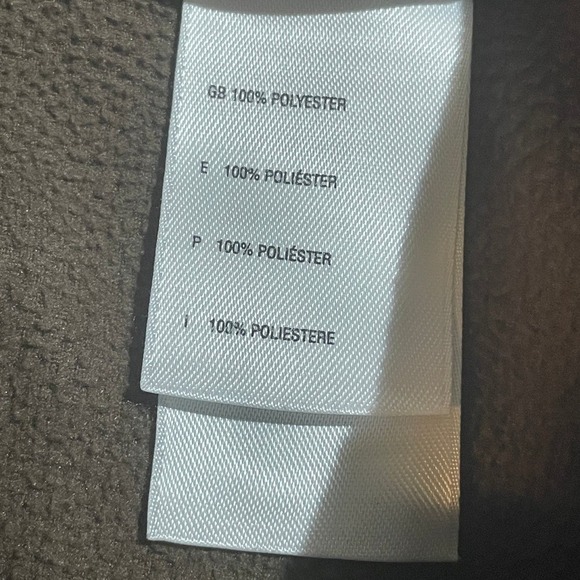 GB 100% POLYESTER
E 100% POLIÉSTER
P 100% POLIÉSTER
i 100% POLIESTERE